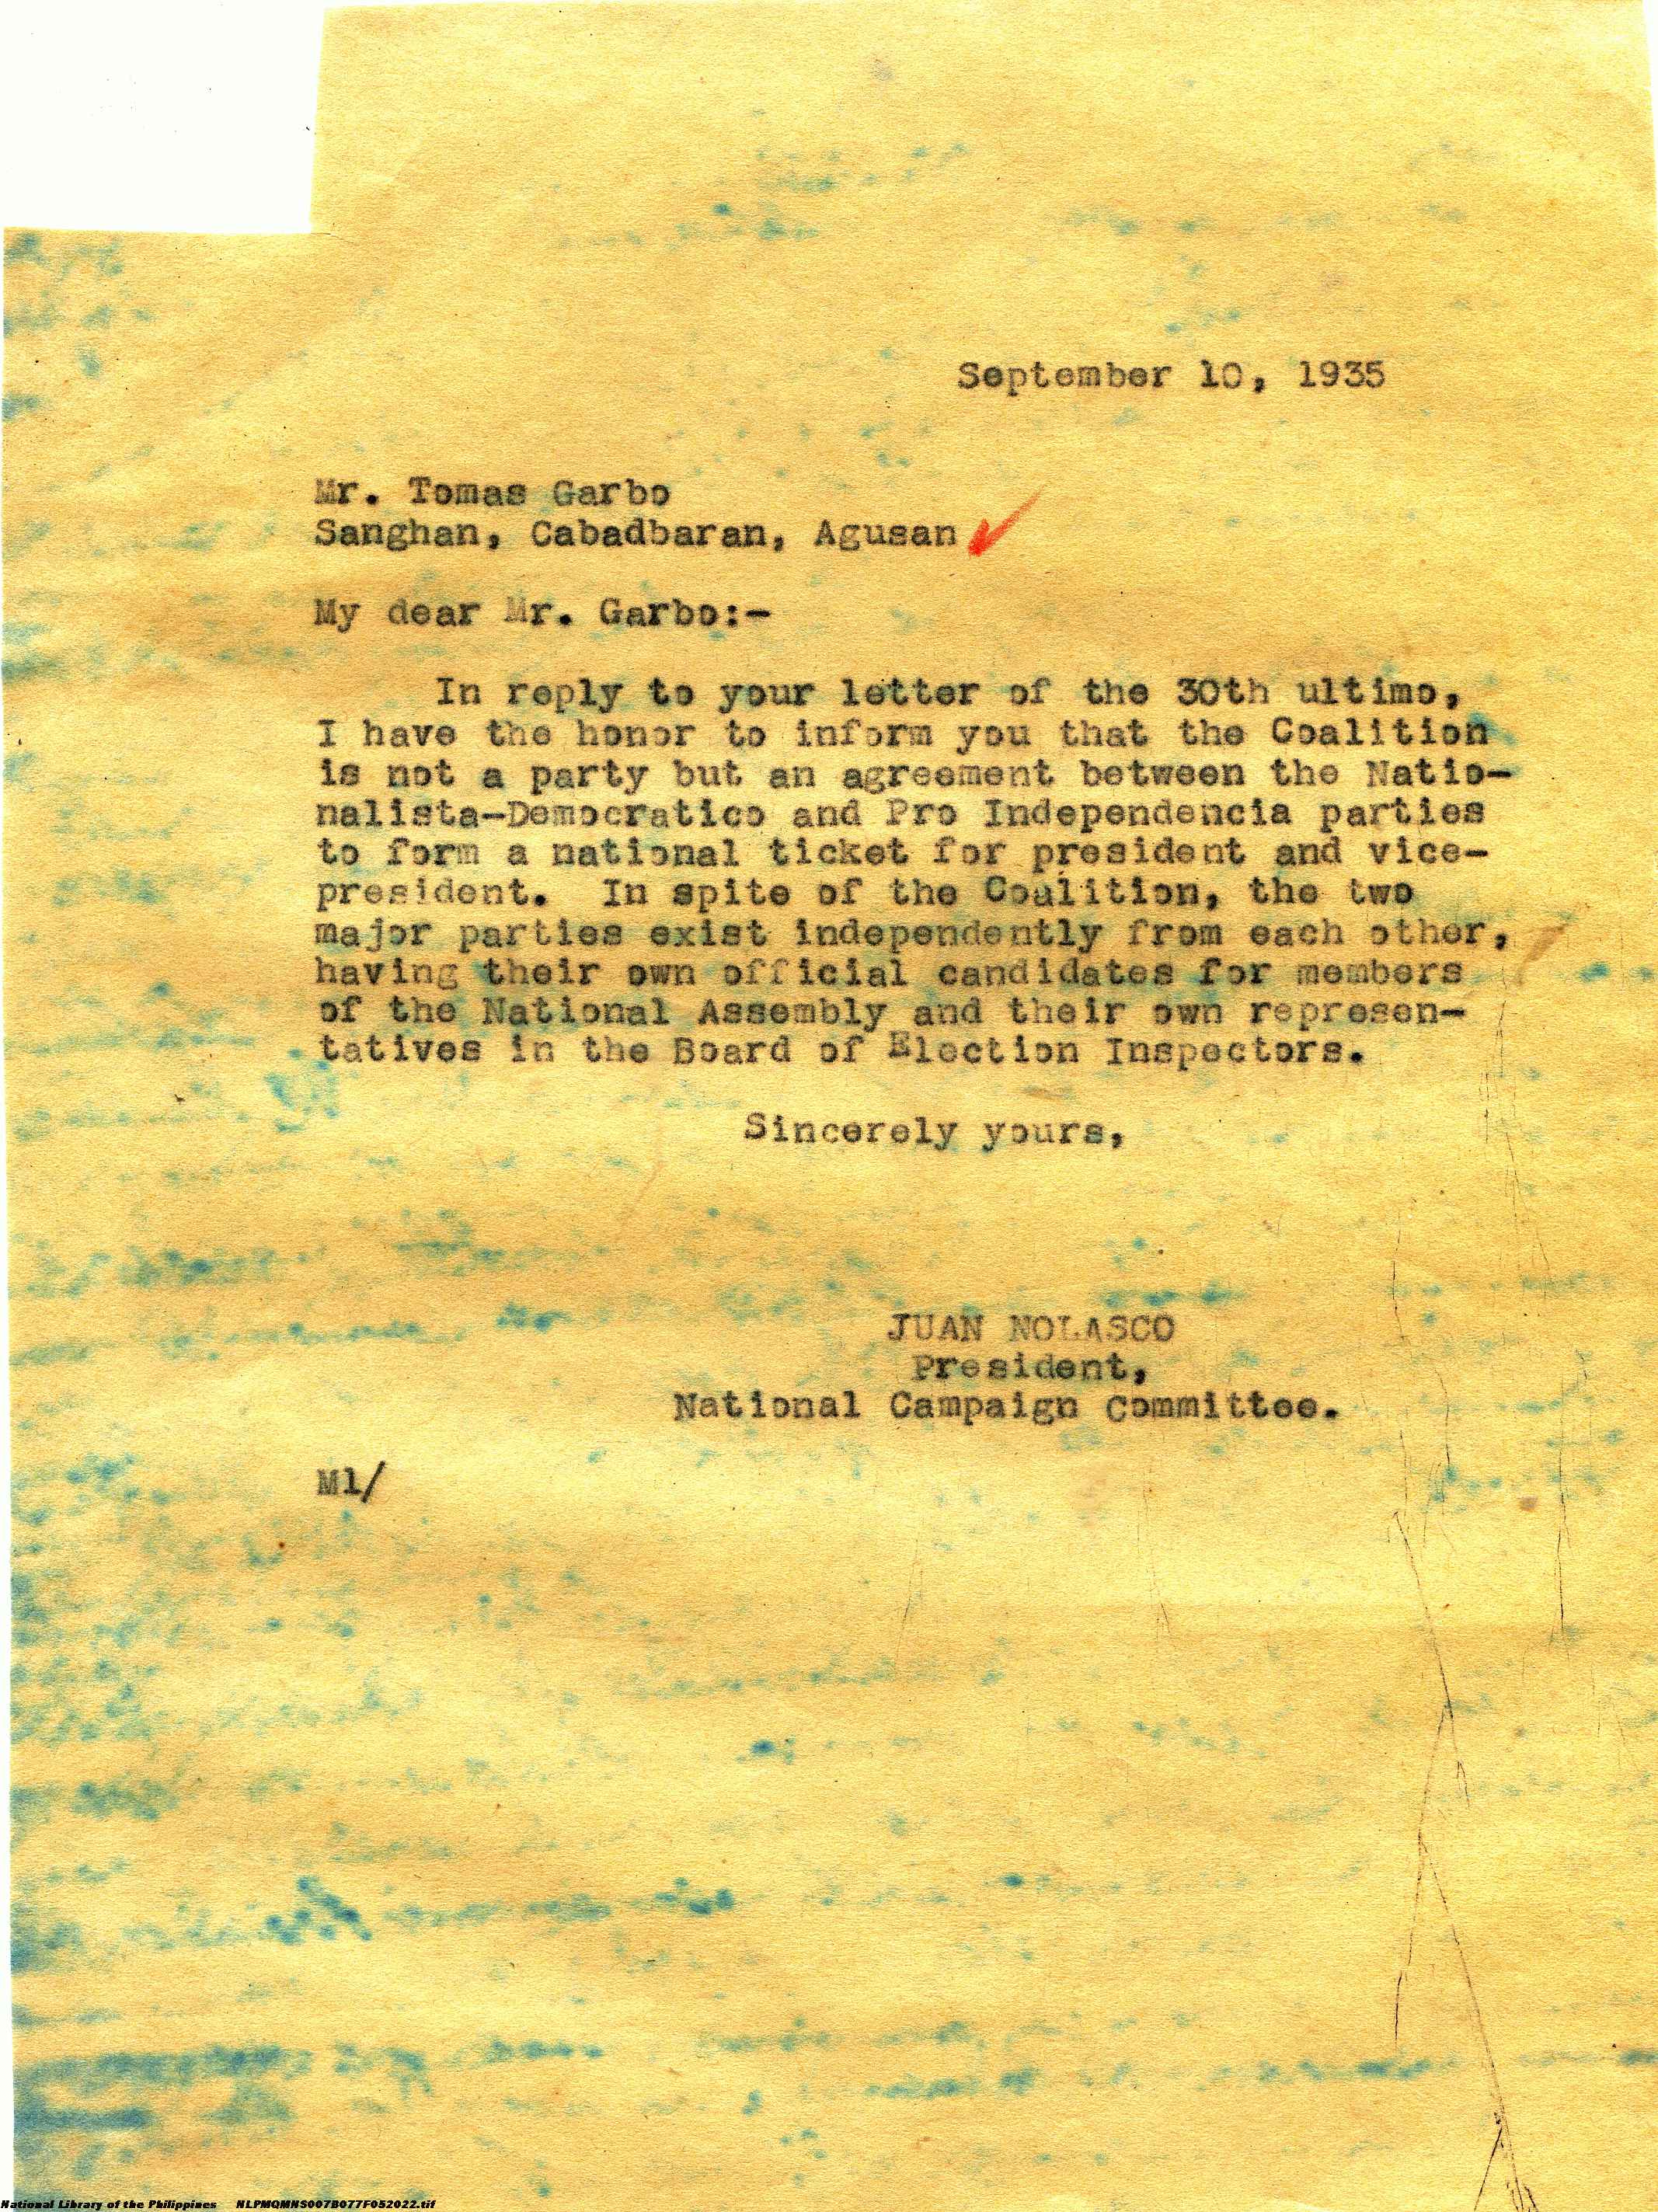 September 10, 1935
Mr. Tomas Garbo
Sanghan, Cabadbaran, Agusan
My dear Mr. Garbo:-
In reply to your letter of the 30th ultimo,
I have the honor to inform you that the Coalition
is not a party but an agreement between the Natio-
nalista-Democratico and Pro Independencia parties
to form a national ticket for president and vice-
president. In spite of the Coalition, the two
major parties exist independently from each other,
having their own official candidates for members
of the National Assembly and their own represen-
tatives in the Board of Election Inspectors.
Sincerely yours,
JUAN NOLASCO
President,
National Campaign Committee.
Ml/
National Library of the Philippines NLPMQMNS007B077F052022.tif